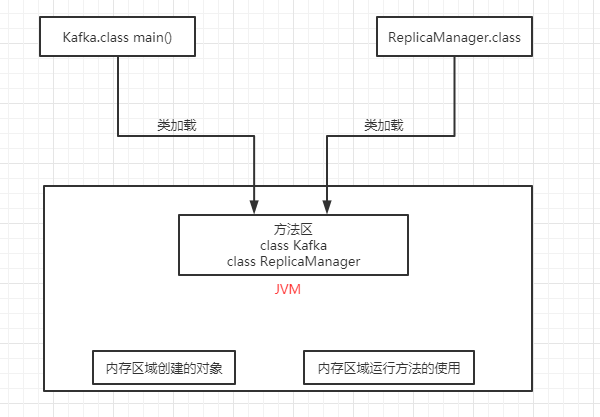 Kafka.class main()
ReplicaManager.class
类加载
类加载
方法区
class Kafka
class ReplicaManager
JVM
内存区域创建的对象
内存区域运行方法的使用